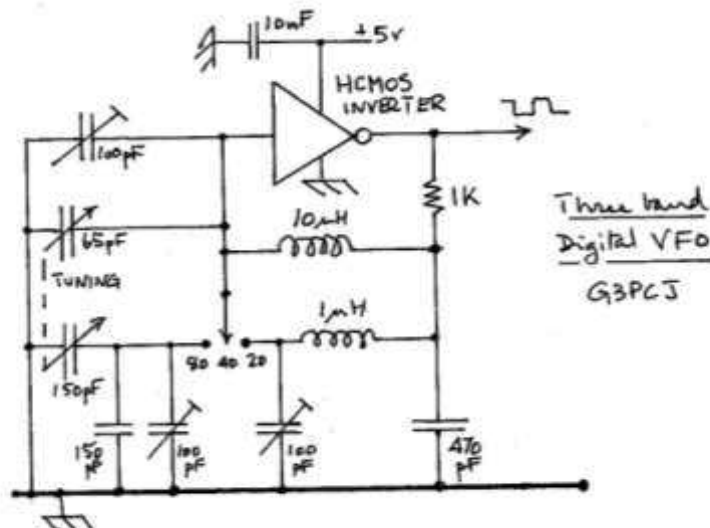 10nF
+5v
HCMOS
INVERTER
100pF
1K
Three band
Digital VFO
G3PCJ
10μH
65pF
TUNING
1μH
80 40 20
150pF
150
pF
100
pF
100
pF
470
pF